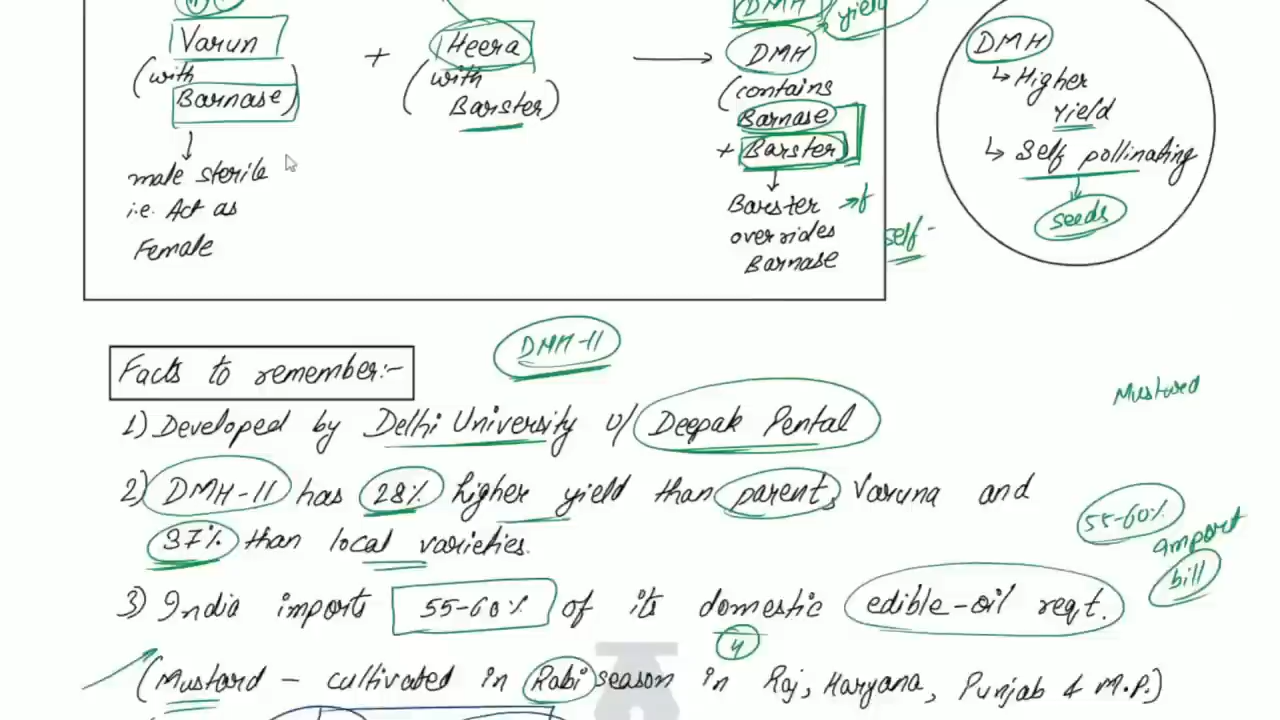 DMH
yield
Varun
(with
Barnase)
male sterile
i.e. Act as
Female
+
Heera
(with
Barster)
DMH
(contains
Barnase
+ Barster)
Barster
overrides
Barnase
self-
DMH
↳ Higher
yield
↳ Self pollinating
seeds
DMH-11
Facts to remember:-
Mustared
1) Developed by Delhi University o/ Deepak Pental
2) DMH-11 has 28% higher yield than parent, Varuna and
37% than local varieties.
55-60%
import
bill
3) India imports 55-60% of its domestic edible-oil reqt.
4
(Mustard - cultivated in Rabi season in Raj, Haryana, Punjab & M.P.)